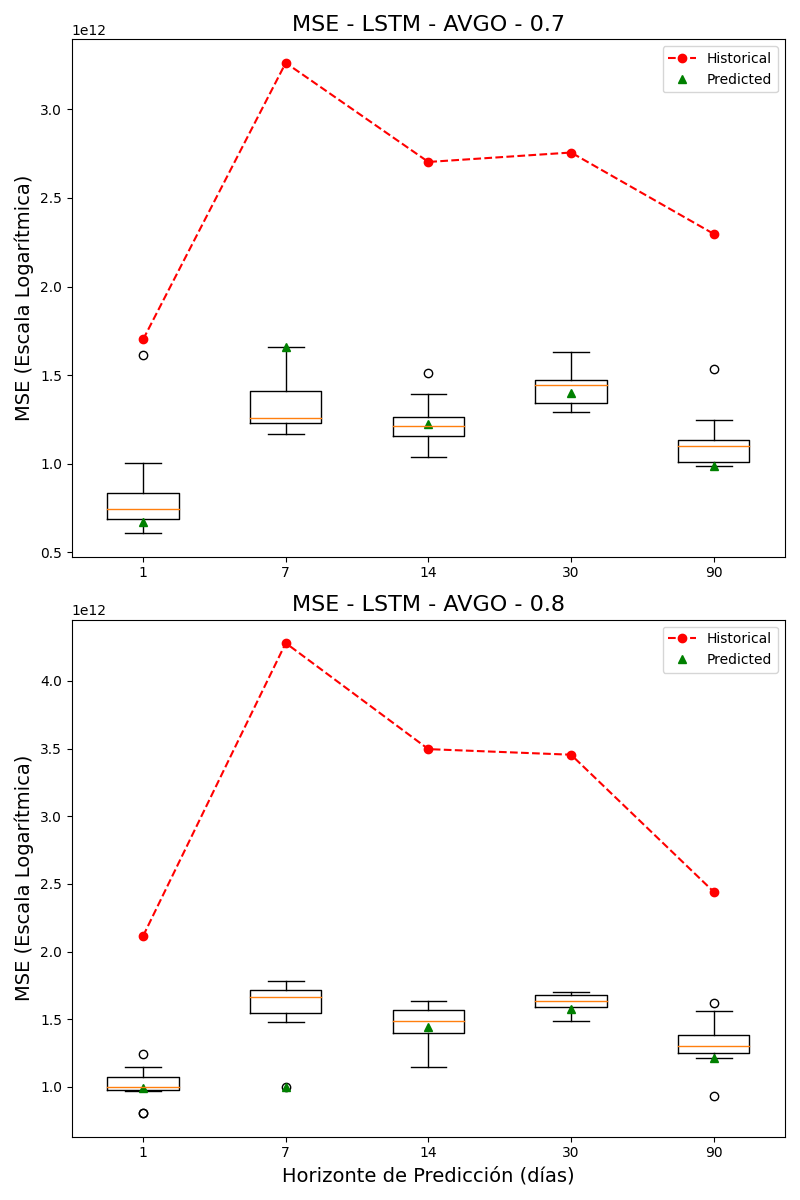 MSE - LSTM - AVGO - 0.7
1e12
Historical
Predicted
MSE (Escala Logarítmica)
3.0
2.5
2.0
1.5
1.0
0.5
1 7 14 30 90
MSE - LSTM - AVGO - 0.8
1e12
Historical
Predicted
MSE (Escala Logarítmica)
4.0
3.5
3.0
2.5
2.0
1.5
1.0
1 7 14 30 90
Horizonte de Predicción (días)